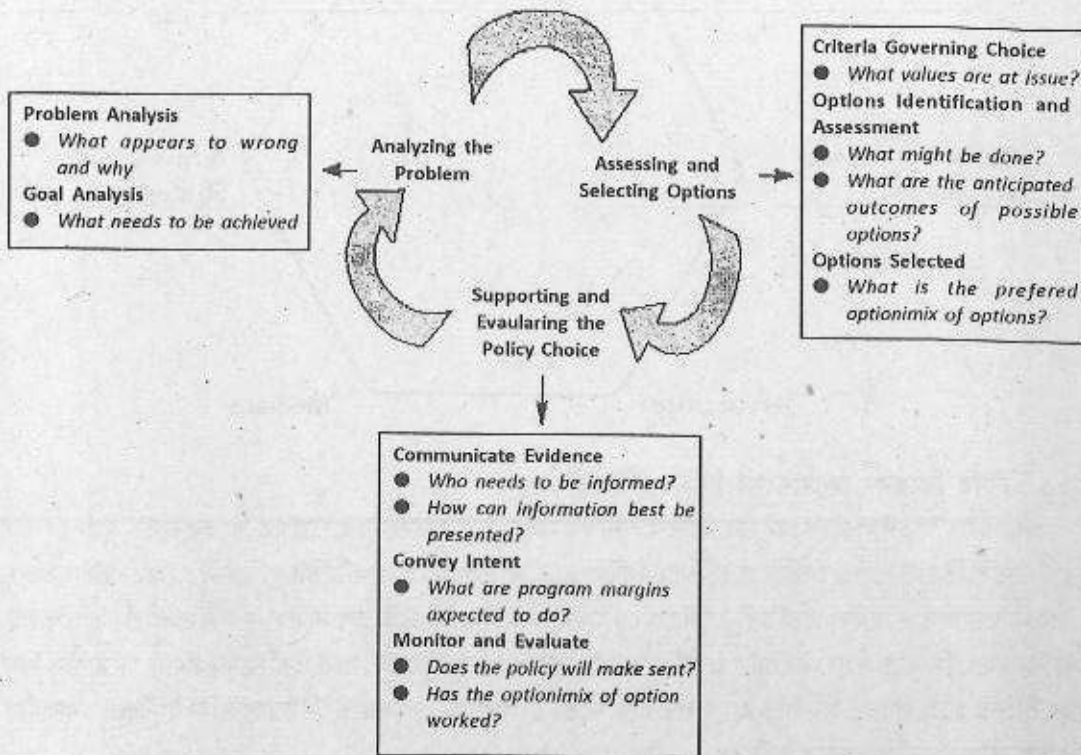 Problem Analysis
● What appears to wrong
and why
Goal Analysis
● What needs to be achieved
Analyzing the
Problem
Assessing and
Selecting Options
Supporting and
Evaularing the
Policy Choice
Criteria Governing Choice
● What values are at issue?
Options Identification and
Assessment
● What might be done?
● What are the anticipated
outcomes of possible
options?
Options Selected
● What is the prefered
optionimix of options?
Communicate Evidence
● Who needs to be informed?
● How can information best be
presented?
Convey Intent
● What are program margins
axpected to do?
Monitor and Evaluate
● Does the policy will make sent?
● Has the optionimix of option
worked?